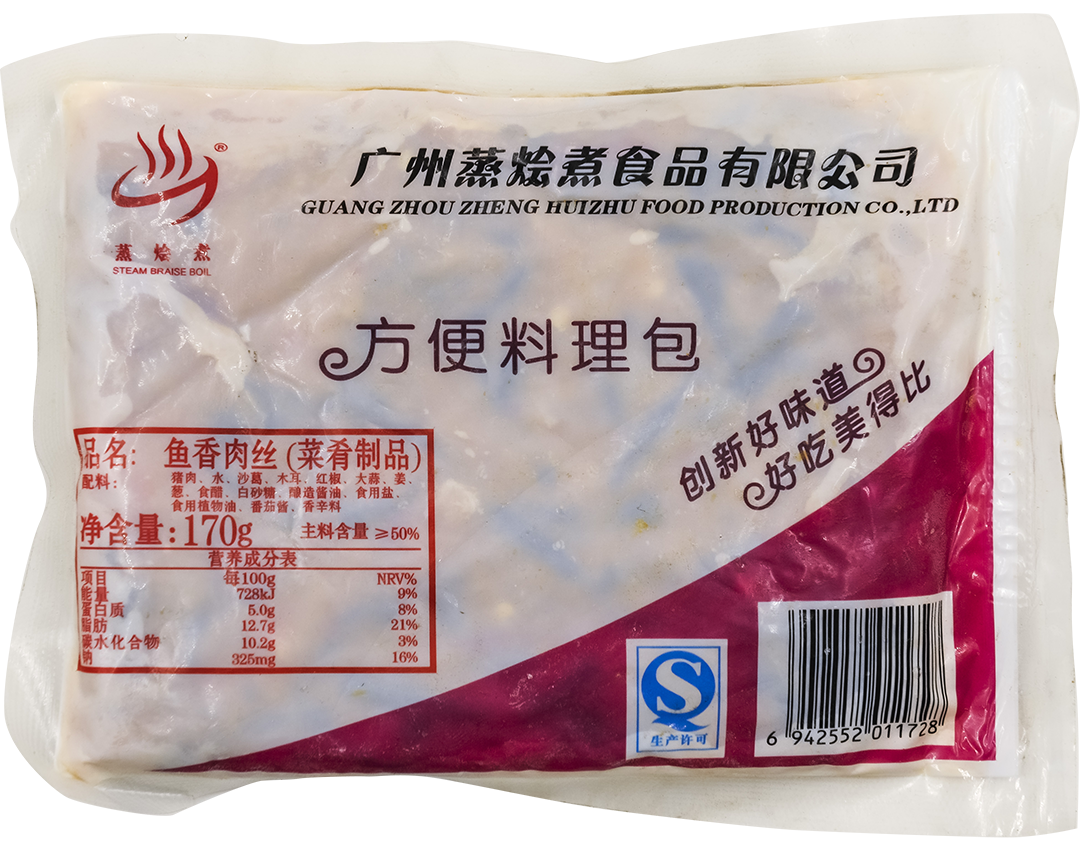 ®
蒸烩煮
STEAM BRAISE BOIL
广州蒸烩煮食品有限公司
GUANG ZHOU ZHENG HUIZHU FOOD PRODUCTION CO.,LTD
方便料理包
创新好味道
好吃美得比
品名: 鱼香肉丝(菜肴制品)
配料: 猪肉、水、沙葛、木耳、红椒、大蒜、姜、
葱、食醋、白砂糖、酿造酱油、食用盐、
食用植物油、番茄酱、香辛料
净含量:170g 主料含量≥50%
营养成分表
项目 每100g NRV%
能量 728kJ 9%
蛋白质 5.0g 8%
脂肪 12.7g 21%
碳水化合物 10.2g 3%
钠 325mg 16%
S
生产许可
6 942552 011728